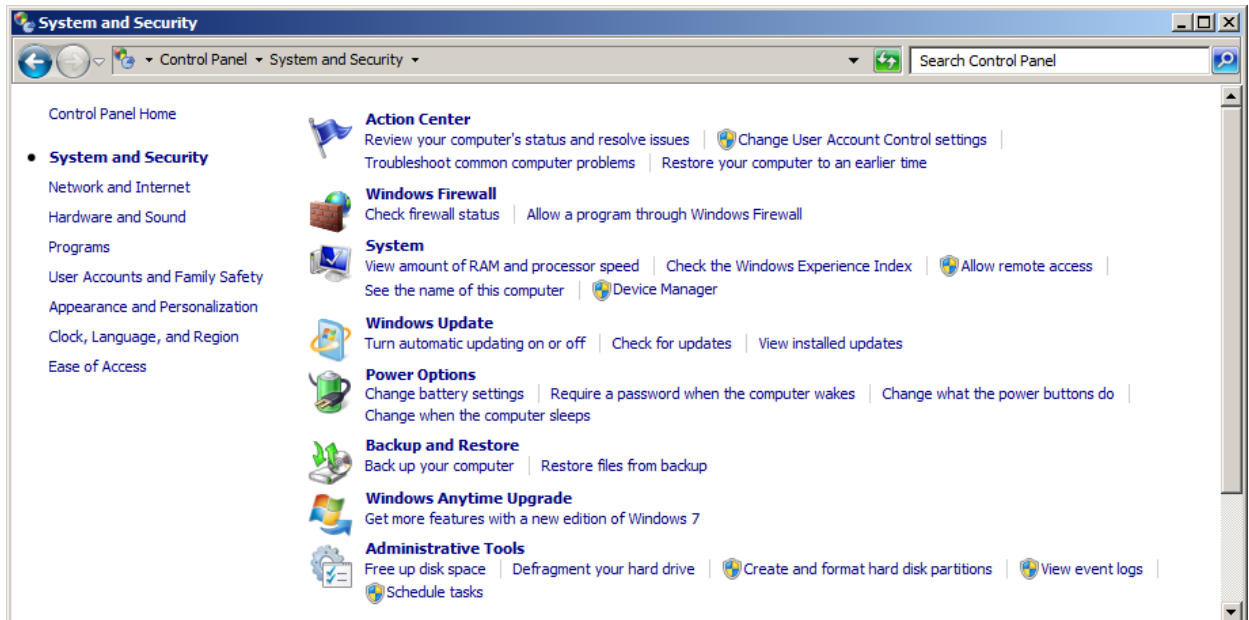 System and Security
Control Panel System and Security
Search Control Panel
Control Panel Home
System and Security
Network and Internet
Hardware and Sound
Programs
User Accounts and Family Safety
Appearance and Personalization
Clock, Language, and Region
Ease of Access
Action Center
Review your computer's status and resolve issues Change User Account Control settings
Troubleshoot common computer problems Restore your computer to an earlier time
Windows Firewall
Check firewall status Allow a program through Windows Firewall
System
View amount of RAM and processor speed Check the Windows Experience Index Allow remote access
See the name of this computer Device Manager
Windows Update
Turn automatic updating on or off Check for updates View installed updates
Power Options
Change battery settings Require a password when the computer wakes Change what the power buttons do
Change when the computer sleeps
Backup and Restore
Back up your computer Restore files from backup
Windows Anytime Upgrade
Get more features with a new edition of Windows 7
Administrative Tools
Free up disk space Defragment your hard drive Create and format hard disk partitions View event logs
Schedule tasks